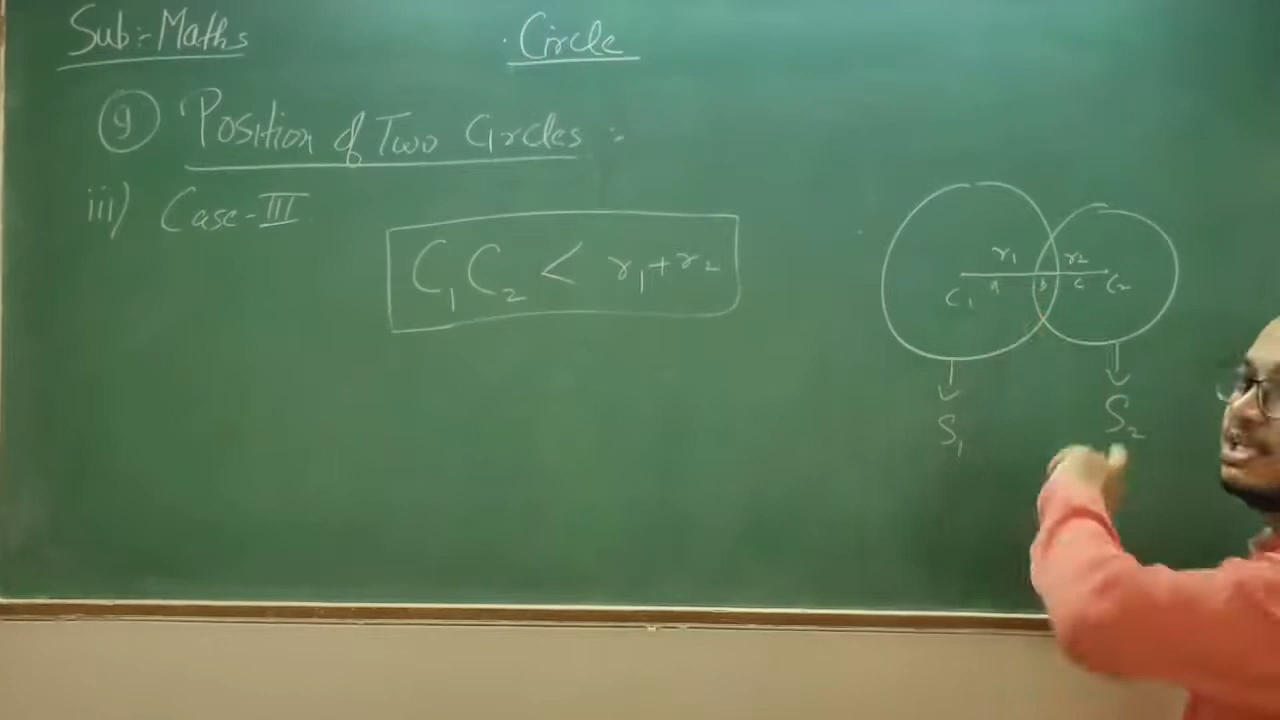 Sub:- Maths
Circle
9 Position of Two Circles :-
iii) Case-III
C₁C₂ < r₁+r₂
r₁ r₂
C₁ a b c C₂
S₁ S₂